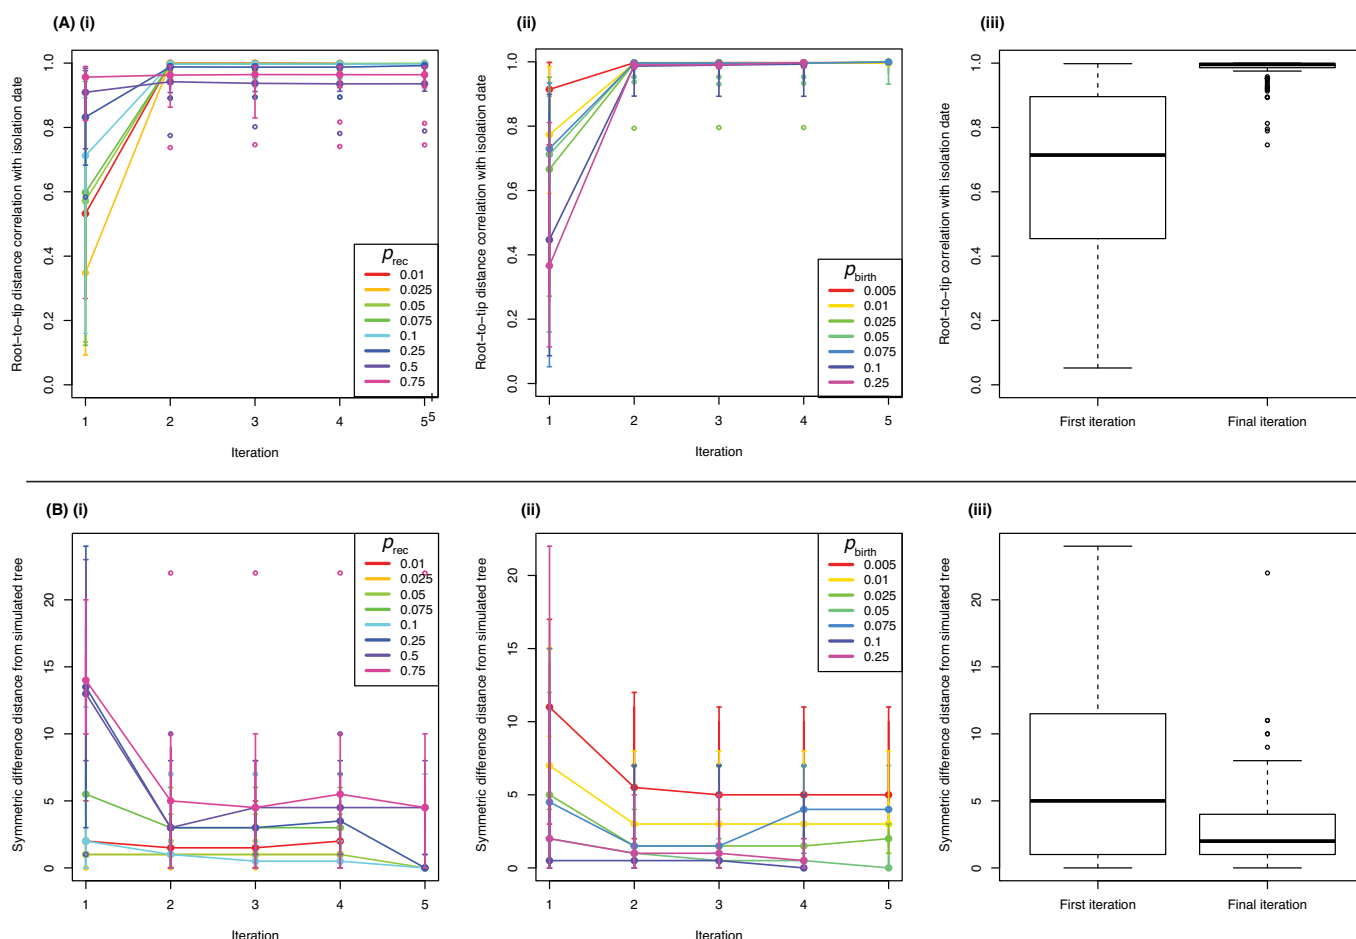 (A) (i)
Root-to-tip distance correlation with isolation date
0.0 0.2 0.4 0.6 0.8 1.0
p rec
0.01
0.025
0.05
0.075
0.1
0.25
0.5
0.75
1 2 3 4 5 5
Iteration
(ii)
Root-to-tip distance correlation with isolation date
0.0 0.2 0.4 0.6 0.8 1.0
p birth
0.005
0.01
0.025
0.05
0.075
0.1
0.25
1 2 3 4 5
Iteration
(iii)
Root-to-tip correlation with isolation date
0.0 0.2 0.4 0.6 0.8 1.0
First iteration Final iteration
(B) (i)
Symmetric difference distance from simulated tree
0 5 10 15 20
p rec
0.01
0.025
0.05
0.075
0.1
0.25
0.5
0.75
1 2 3 4 5
Iteration
(ii)
Symmetric difference distance from simulated tree
0 5 10 15 20
p birth
0.005
0.01
0.025
0.05
0.075
0.1
0.25
1 2 3 4 5
Iteration
(iii)
Symmetric difference distance from simulated tree
0 5 10 15 20
First iteration Final iteration